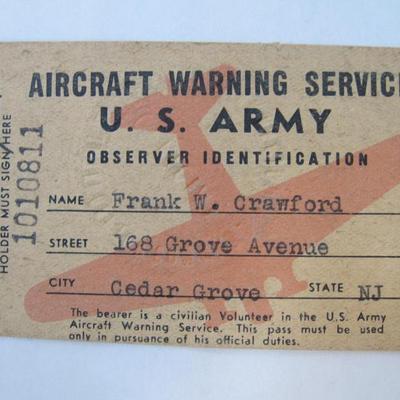 AIRCRAFT WARNING SERVICE
U. S. ARMY
OBSERVER IDENTIFICATION
HOLDER MUST SIGN HERE
1010811
NAME Frank W. Crawford
STREET 168 Grove Avenue
CITY Cedar Grove STATE NJ
The bearer is a civilian Volunteer in the U.S. Army
Aircraft Warning Service. This pass must be used
only in pursuance of his official duties.